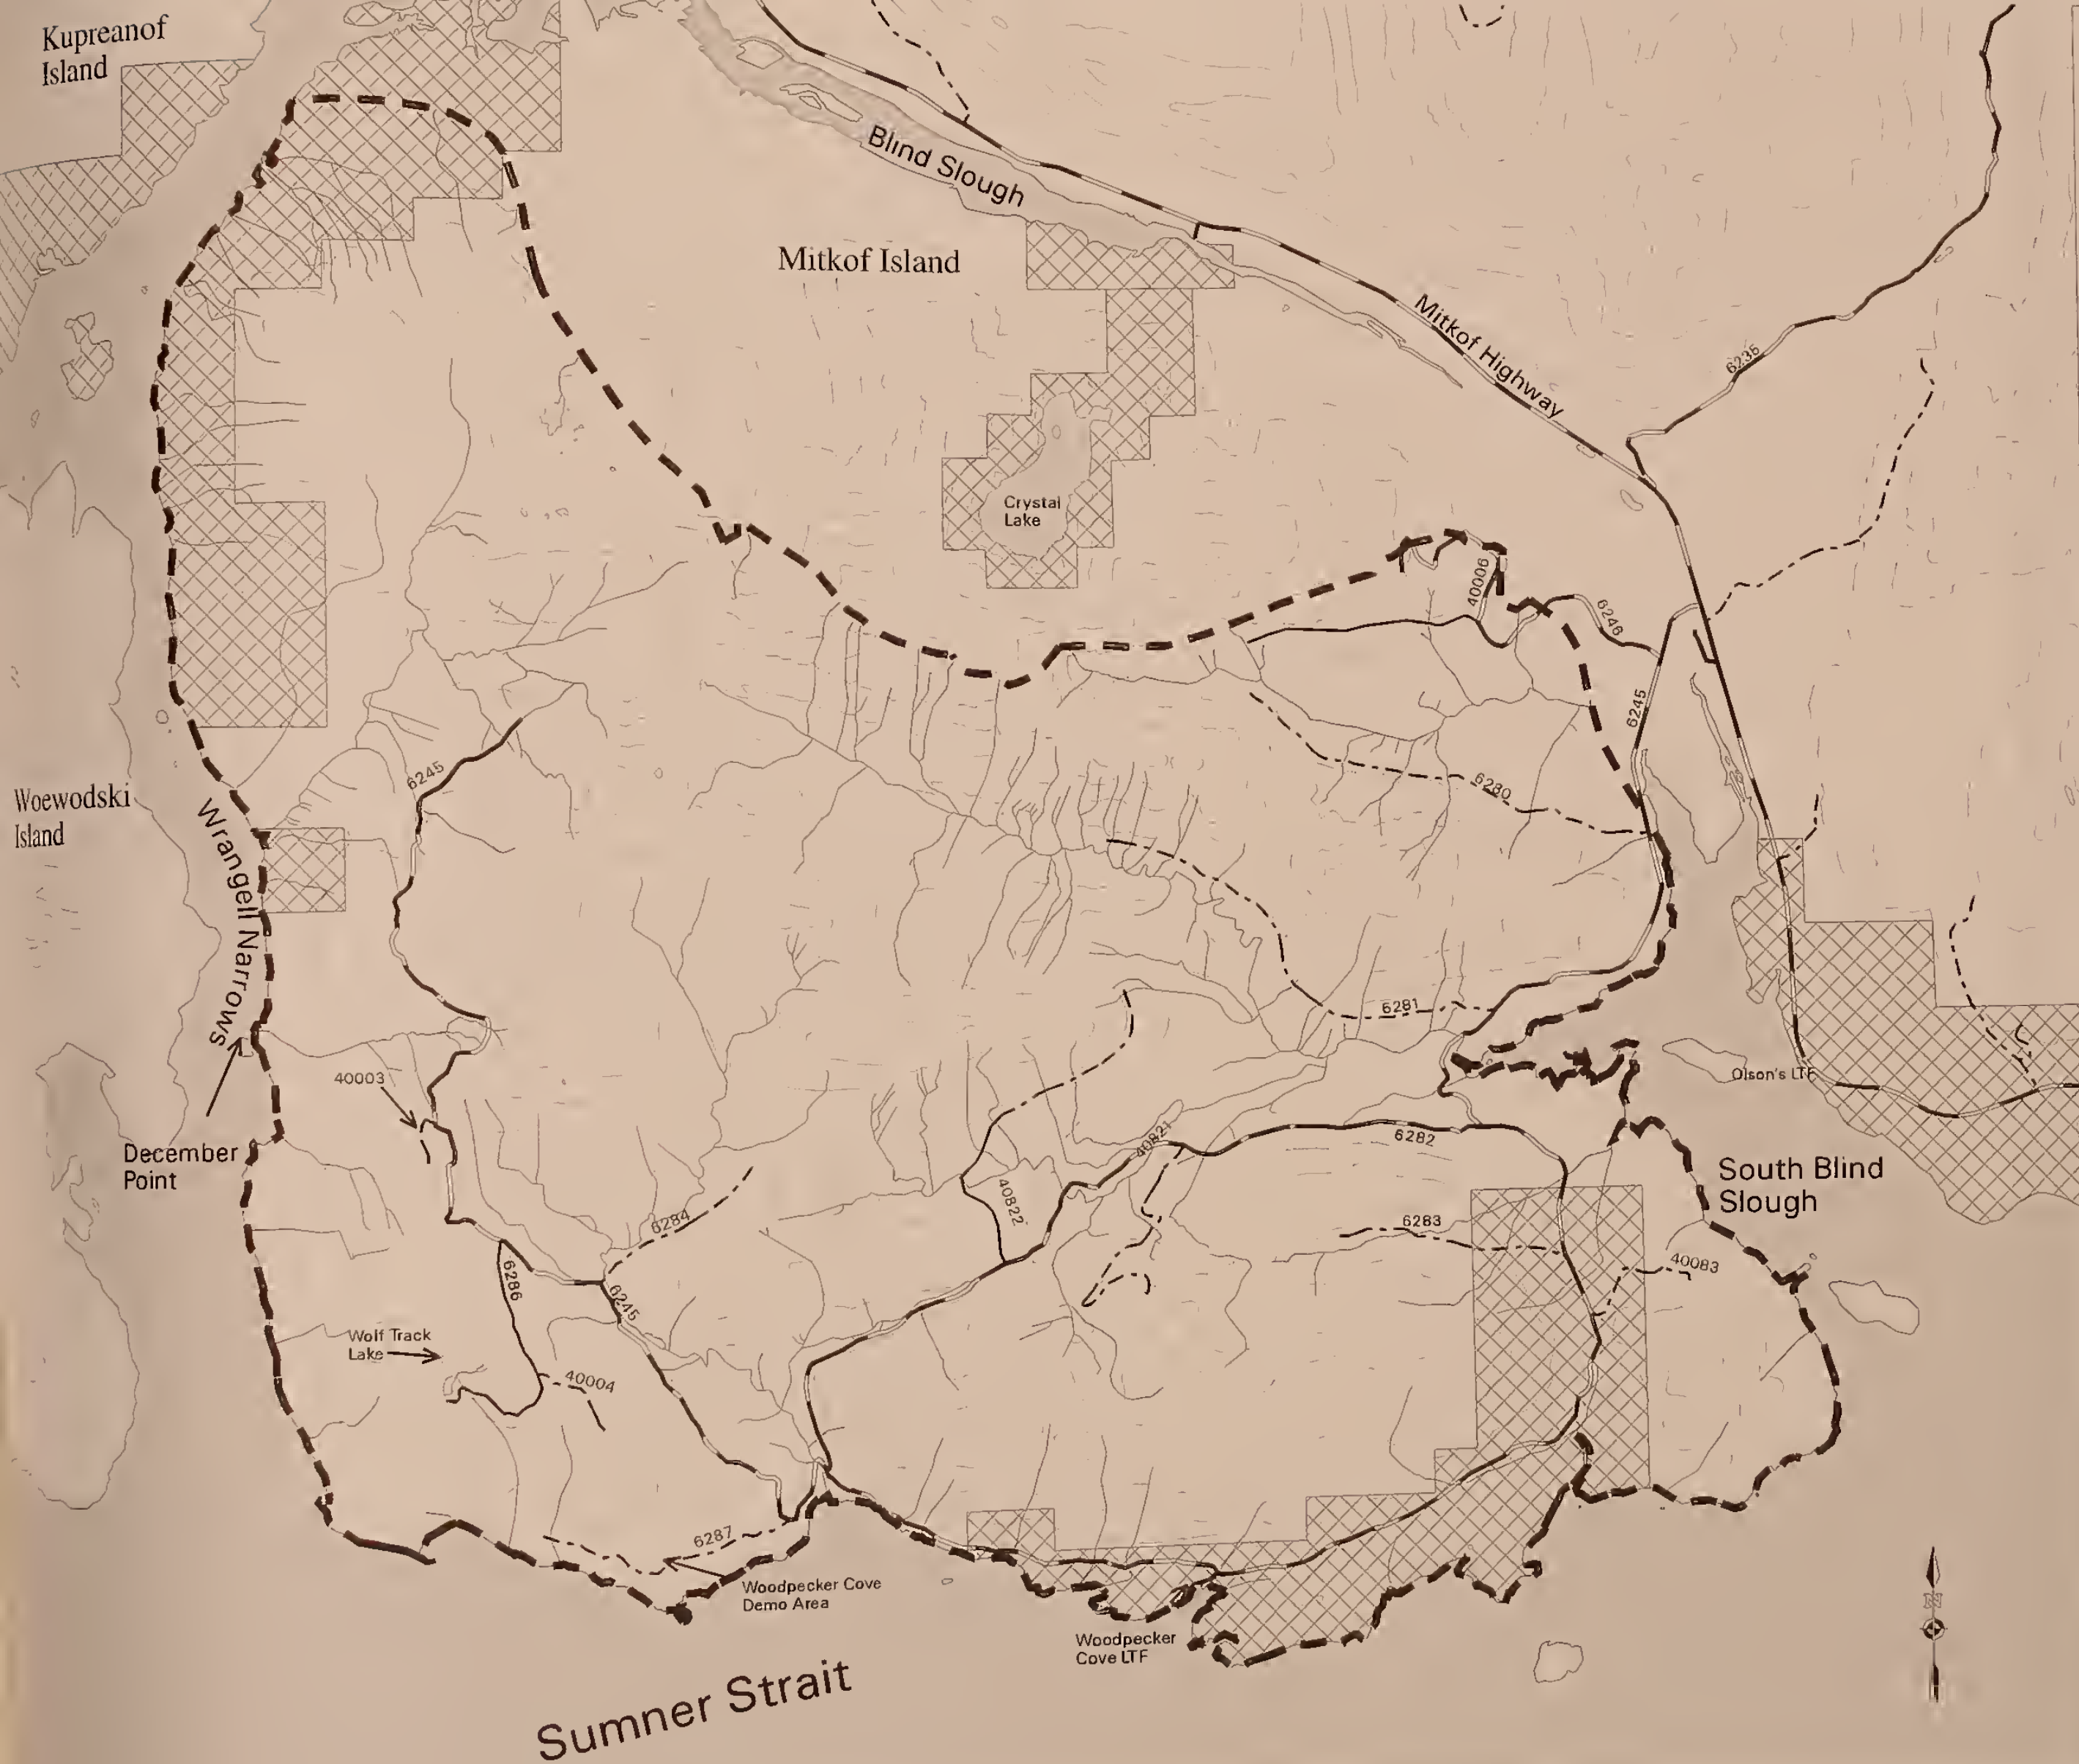 Kupreanof
Island
Blind Slough
Mitkof Island
Mitkof Highway
6235
Crystal
Lake
40006
6246
6245
6245
6280
Woewodski
Island
Wrangell Narrows
6281
Olson's LTF
40003
December
Point
40821
6282
South Blind
Slough
40822
6284
6283
40083
6286
6245
Wolf Track
Lake
40004
6287
Woodpecker Cove
Demo Area
Woodpecker
Cove LTF
N
Sumner Strait